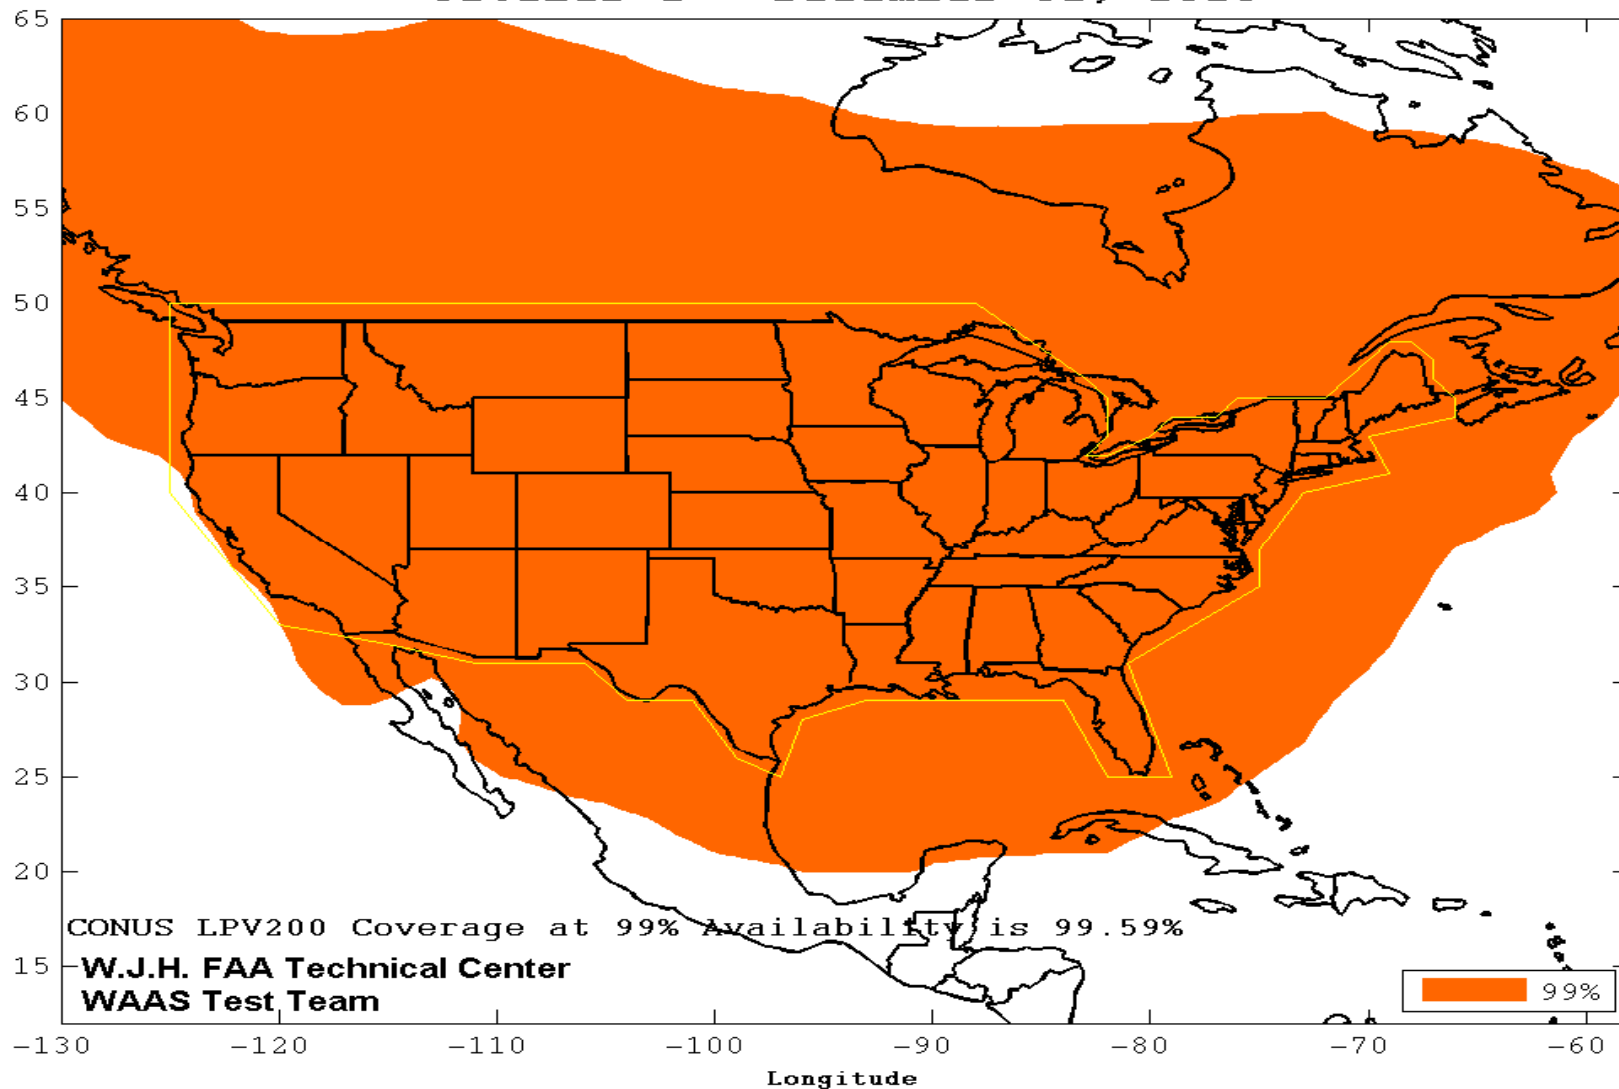 65
60
55
50
45
40
35
30
25
20
CONUS LPV200 Coverage at 99% Availability is 99.59%
15
W.J.H. FAA Technical Center
WAAS Test Team
99%
-130 -120 -110 -100 -90 -80 -70 -60
Longitude